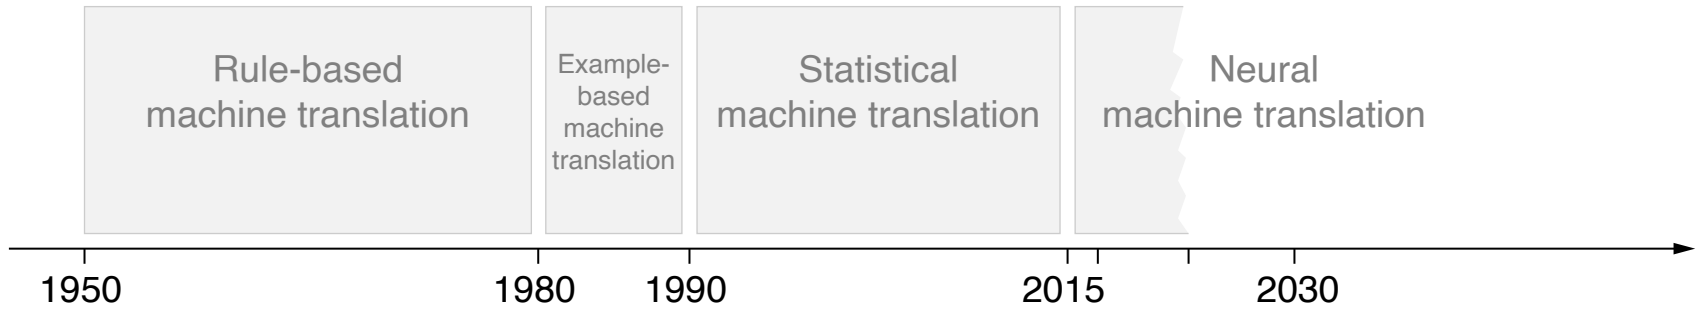 Rule-based
machine translation
Example-
based
machine
translation
Statistical
machine translation
Neural
machine translation
1950
1980
1990
2015
2030